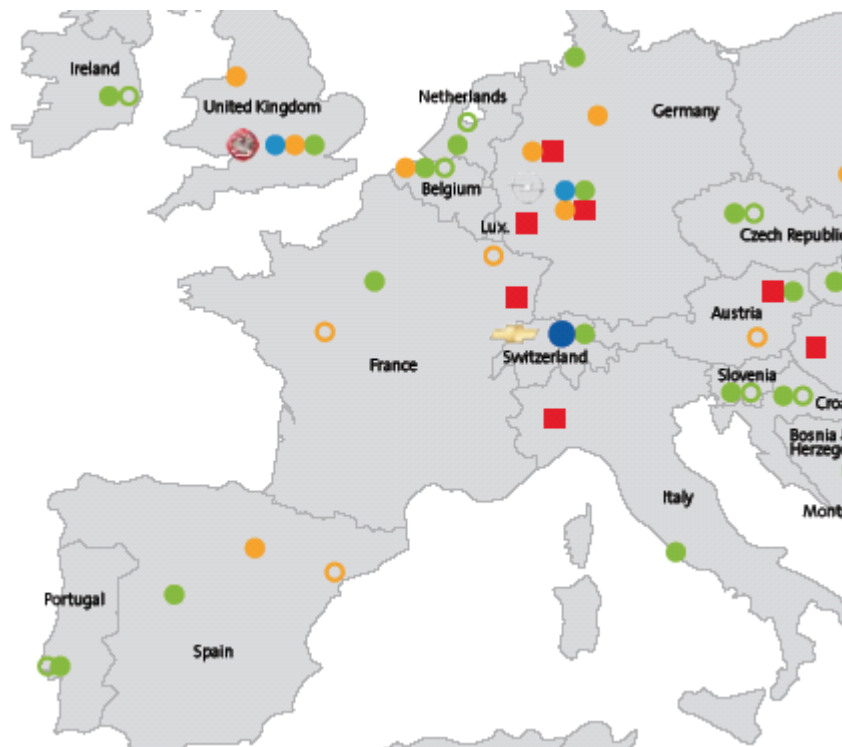 Ireland
United Kingdom
Netherlands
Germany
Belgium
Lux.
Czech Republic
Austria
Switzerland
France
Slovenia
Croa
Bosnia &
Herzeg
Italy
Mont
Portugal
Spain